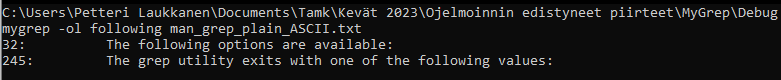 C:\Users\Petteri Laukkanen\Documents\Tamk\Kevät 2023\Ojelmoinnin edistyneet piirteet\MyGrep\Debug
mygrep -ol following man_grep_plain_ASCII.txt
32:        The following options are available:
245:        The grep utility exits with one of the following values: